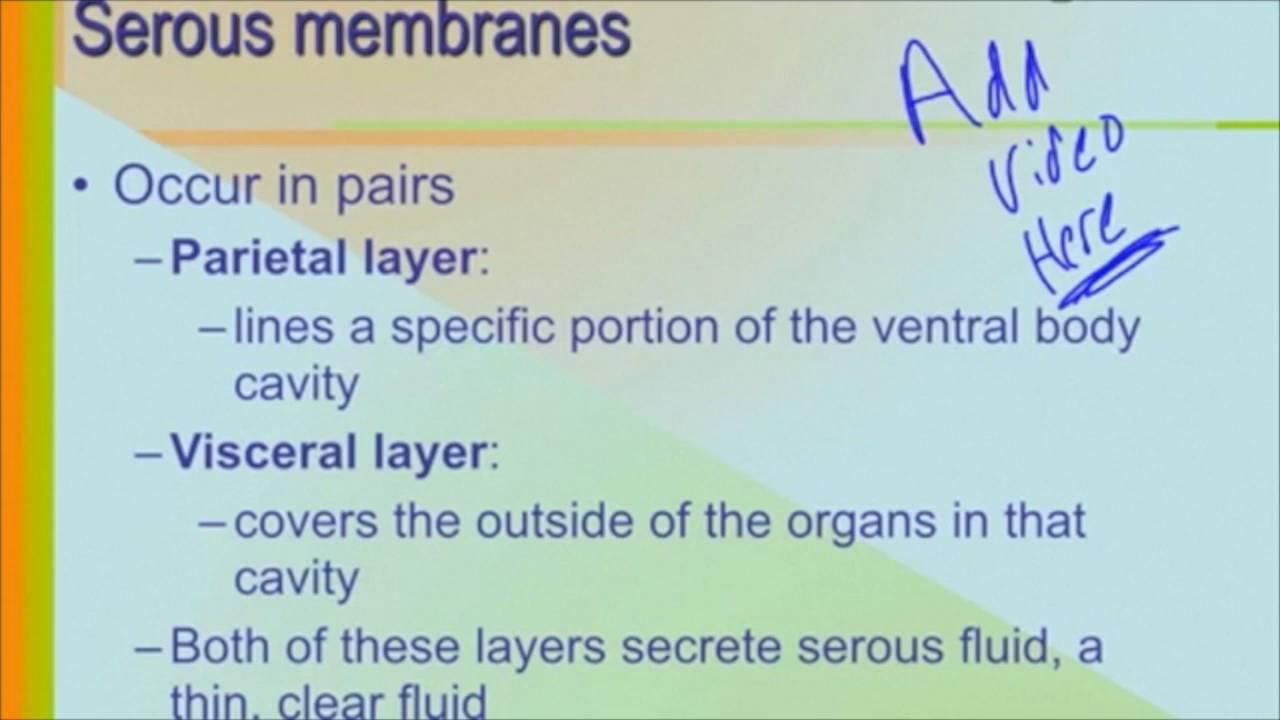 Serous membranes
Add
Video
Here
• Occur in pairs
– Parietal layer:
– lines a specific portion of the ventral body
cavity
– Visceral layer:
– covers the outside of the organs in that
cavity
– Both of these layers secrete serous fluid, a
thin, clear fluid